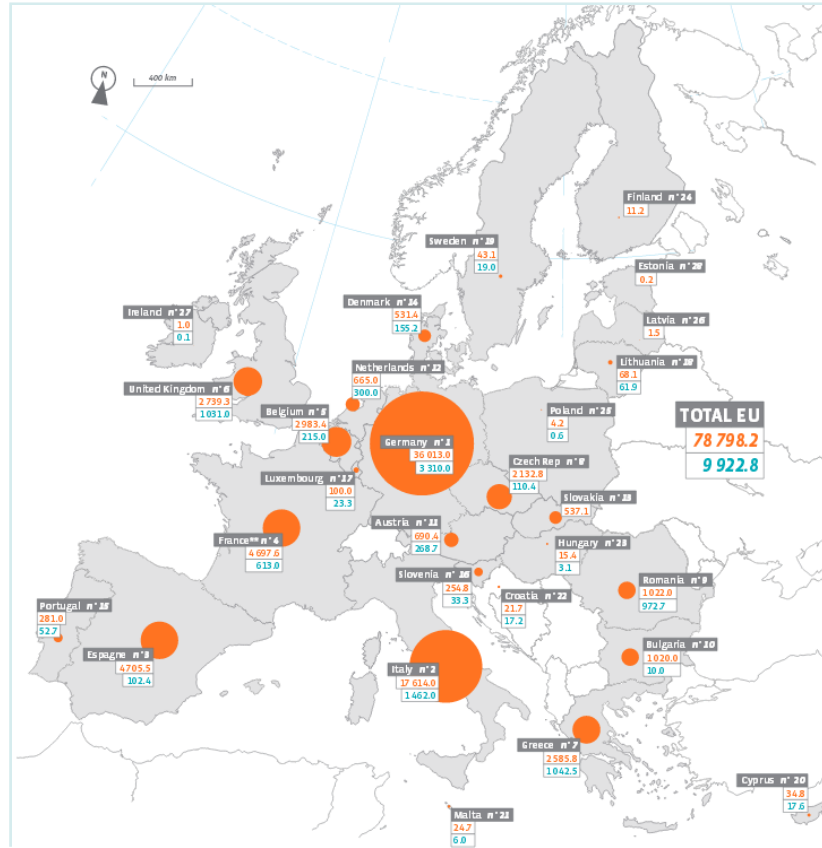 N
400 km
Finland n°24
11.2
Sweden n°19
43.1
19.0
Estonia n°28
0.2
Ireland n°27
1.0
0.1
Denmark n°14
531.4
155.2
Latvia n°26
1.5
Netherlands n°12
665.0
300.0
Lithuania n°18
68.1
61.9
United Kingdom n°6
2 739.3
1 031.0
Belgium n°5
2983.4
215.0
Poland n°25
4.2
0.6
TOTAL EU
78 798.2
9 922.8
Germany n°1
36 013.0
3 310.0
Czech Rep n°8
2 132.8
110.4
Luxembourg n°17
100.0
23.3
Slovakia n°13
537.1
Austria n°11
690.4
268.7
France** n°4
4 697.6
613.0
Hungary n°23
15.4
3.1
Slovenia n°16
254.8
33.3
Romania n°9
1 022.0
972.7
Croatia n°22
21.7
17.2
Portugal n°15
281.0
52.7
Espagne n°3
4705.5
102.4
Bulgaria n°10
1 020.0
10.0
Italy n°2
17 614.0
1 462.0
Greece n°7
2 585.8
1 042.5
Cyprus n°20
34.8
17.6
Malta n°21
24.7
6.0